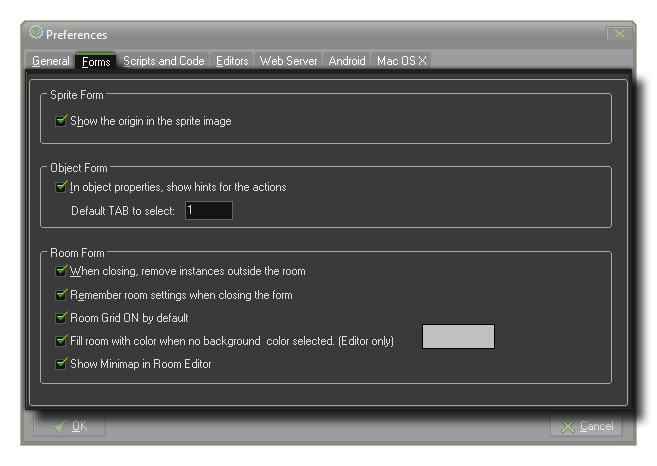 Preferences
General Forms Scripts and Code Editors Web Server Android Mac OS X
Sprite Form
Show the origin in the sprite image
Object Form
In object properties, show hints for the actions
Default TAB to select: 1
Room Form
When closing, remove instances outside the room
Remember room settings when closing the form
Room Grid ON by default
Fill room with color when no background color selected. (Editor only)
Show Minimap in Room Editor
OK Cancel